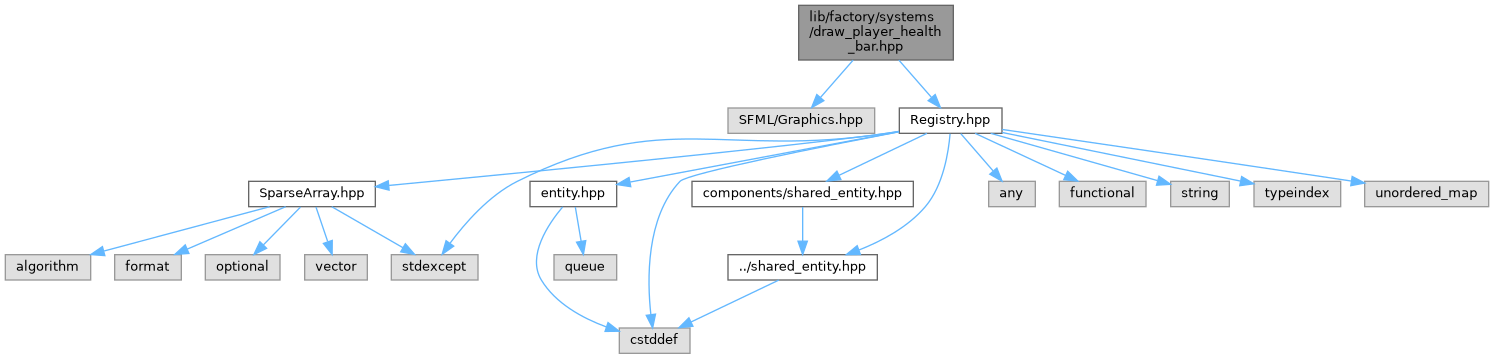 lib/factory/systems
/draw_player_health
_bar.hpp
SFML/Graphics.hpp
Registry.hpp
SparseArray.hpp
entity.hpp
components/shared_entity.hpp
any
functional
string
typeindex
unordered_map
algorithm
format
optional
vector
stdexcept
queue
../shared_entity.hpp
cstddef